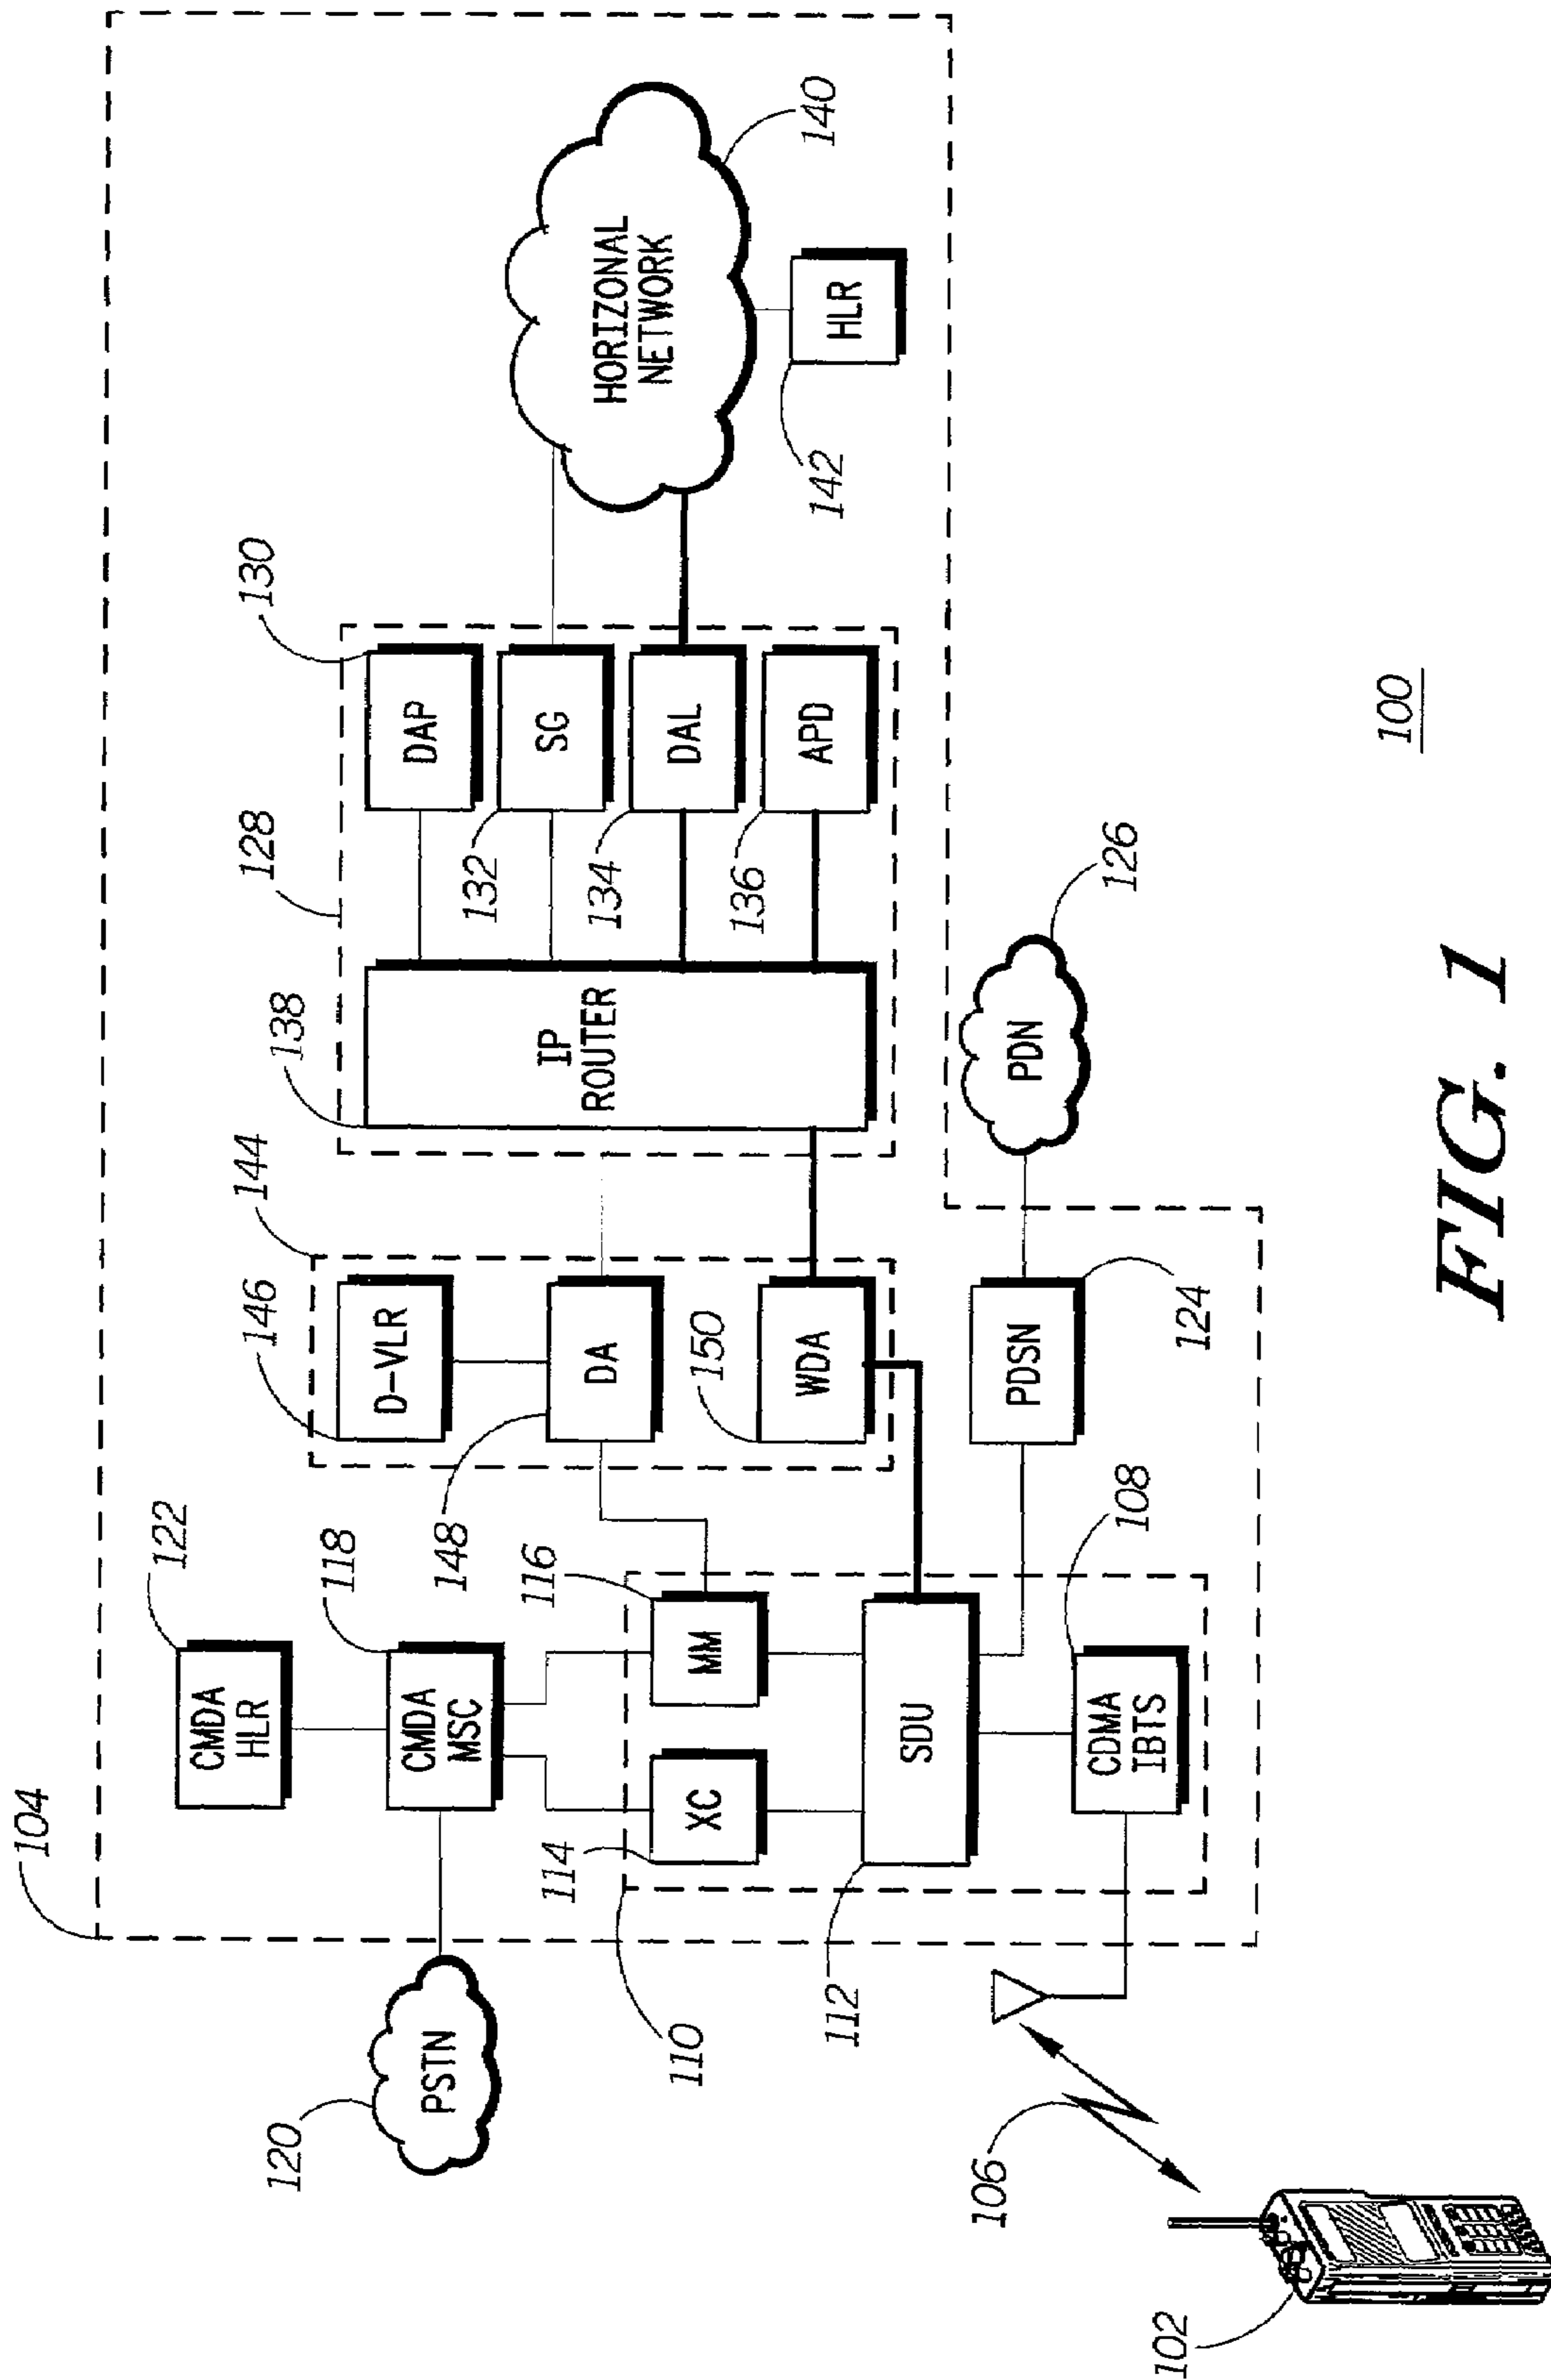 104
122
CMDA
HLR
118
CMDA
MSC
120
PSTN
114
XC
116
MM
110
112
SDU
108
CDMA
IBTS
106
102
144
146
D-VLR
148
DA
150
WDA
124
PDSN
126
PDN
128
138
IP
ROUTER
130
DAP
132
SG
134
DAL
136
APD
HORIZONAL
NETWORK
140
142
HLR
100
FIG. 1